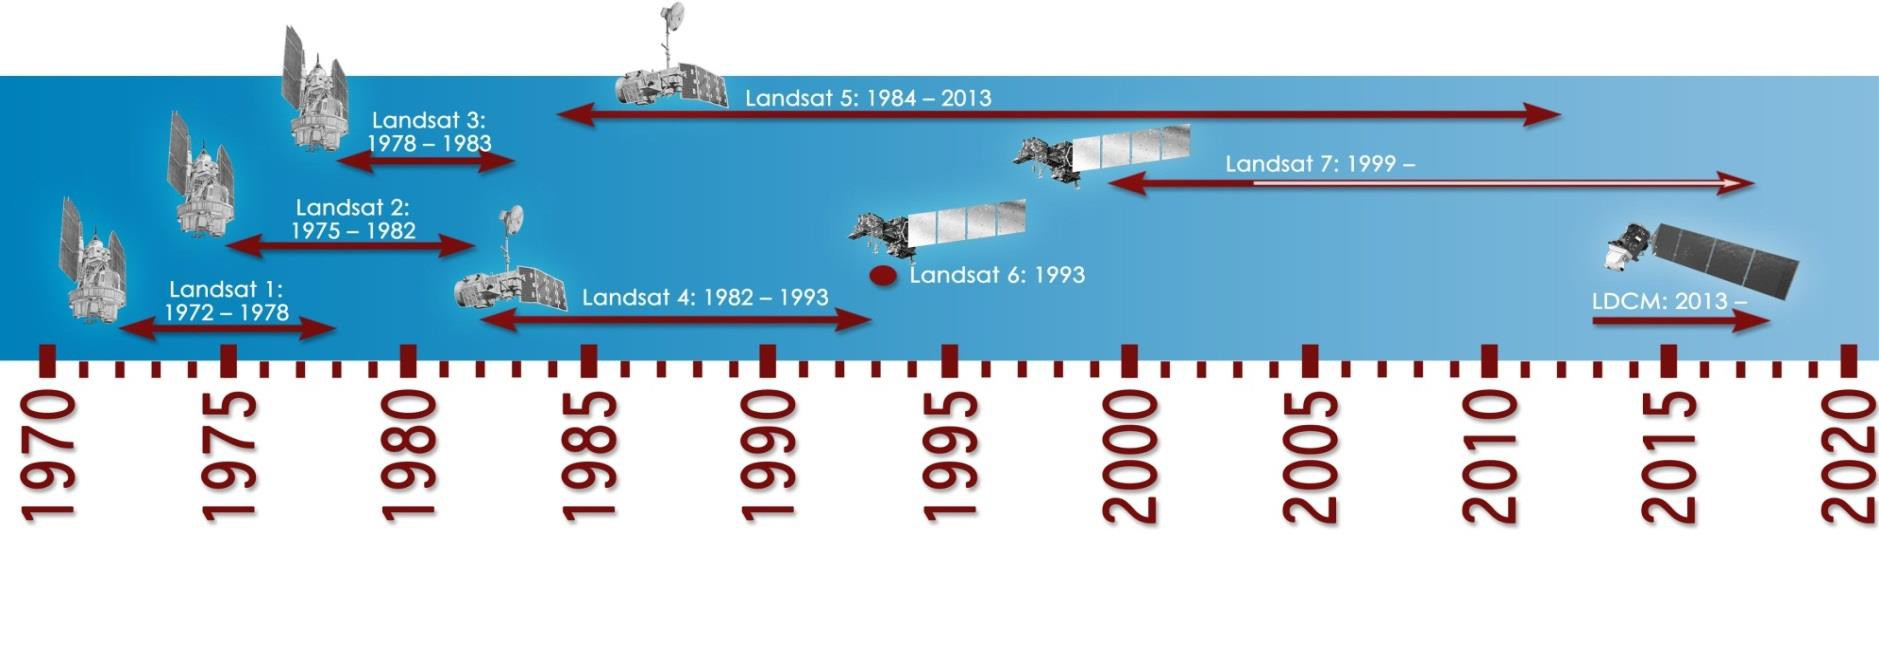 Landsat 5: 1984 – 2013
Landsat 3:
1978 – 1983
Landsat 7: 1999 –
Landsat 2:
1975 – 1982
Landsat 6: 1993
Landsat 1:
1972 – 1978
Landsat 4: 1982 – 1993
LDCM: 2013 –
1970
1975
1980
1985
1990
1995
2000
2005
2010
2015
2020